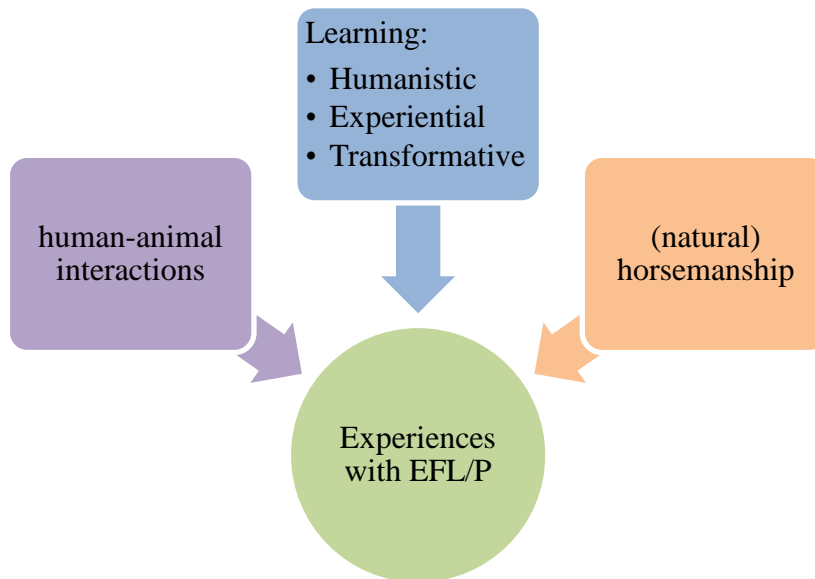 Learning:
• Humanistic
• Experiential
• Transformative
human-animal
interactions
(natural)
horsemanship
Experiences
with EFL/P